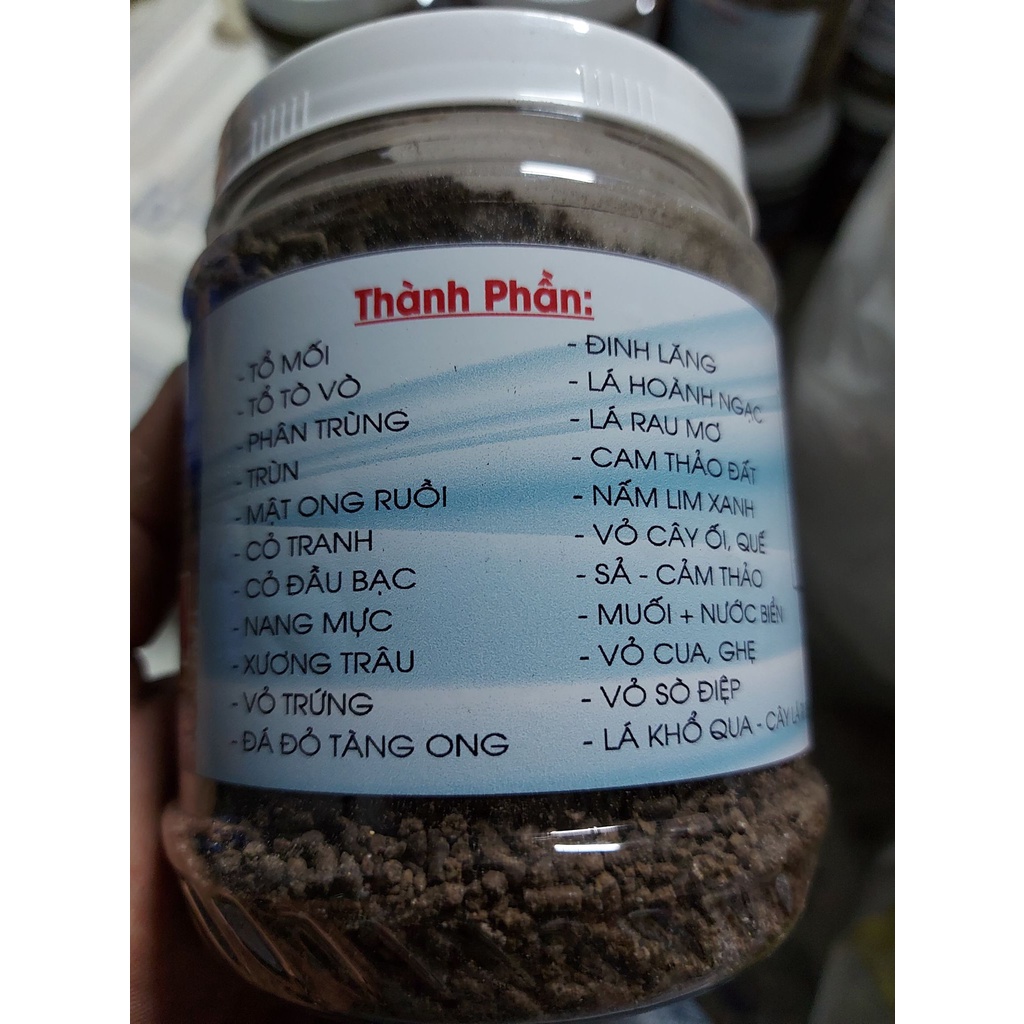 Thành Phần:
- TỔ MỐI
- TỔ TÒ VÒ
- PHÂN TRÙNG
- TRÙN
- MẬT ONG RUỒI
- CỎ TRANH
- CỎ ĐẦU BẠC
- NANG MỰC
- XƯƠNG TRÂU
- VỎ TRỨNG
- ĐÁ ĐỎ TÀNG ONG
- ĐINH LĂNG
- LÁ HOÀNH NGẠC
- LÁ RAU MƠ
- CAM THẢO ĐẤT
- NẤM LIM XANH
- VỎ CÂY ỔI, QUẾ
- SẢ - CẢM THẢO
- MUỐI + NƯỚC BIỂN
- VỎ CUA, GHẸ
- VỎ SÒ ĐIỆP
- LÁ KHỔ QUA - CÂY